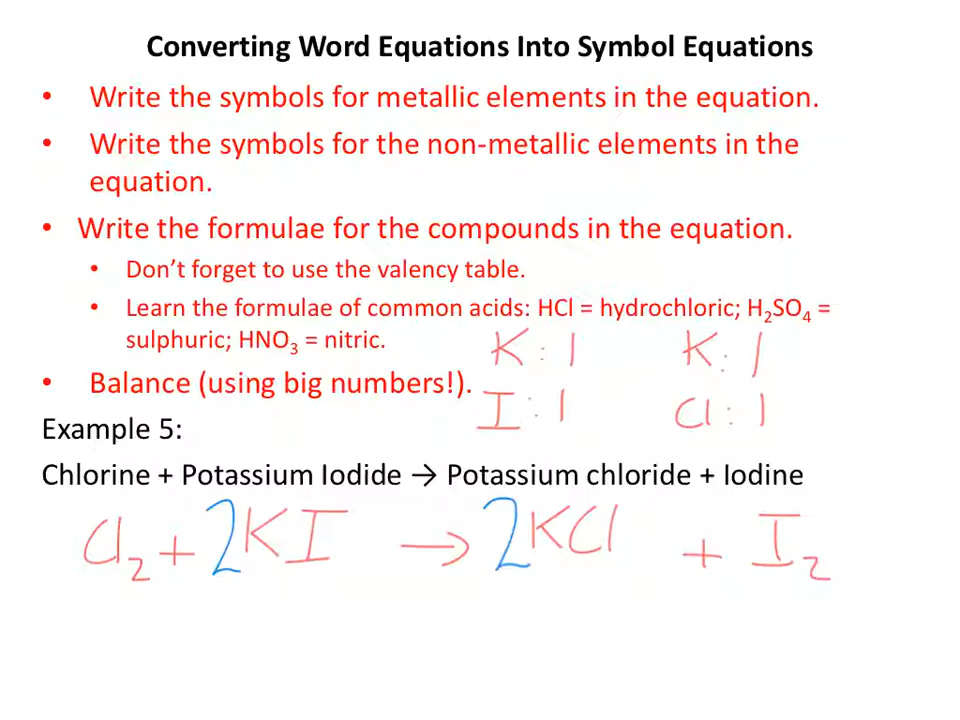 Converting Word Equations Into Symbol Equations
• Write the symbols for metallic elements in the equation.
• Write the symbols for the non-metallic elements in the
equation.
• Write the formulae for the compounds in the equation.
• Don't forget to use the valency table.
• Learn the formulae of common acids: HCl = hydrochloric; H₂SO₄ =
sulphuric; HNO₃ = nitric.
K: 1 K: 1
• Balance (using big numbers!).
I: 1 Cl: 1
Example 5:
Chlorine + Potassium Iodide → Potassium chloride + Iodine
Cl₂ + 2KI → 2KCl + I₂